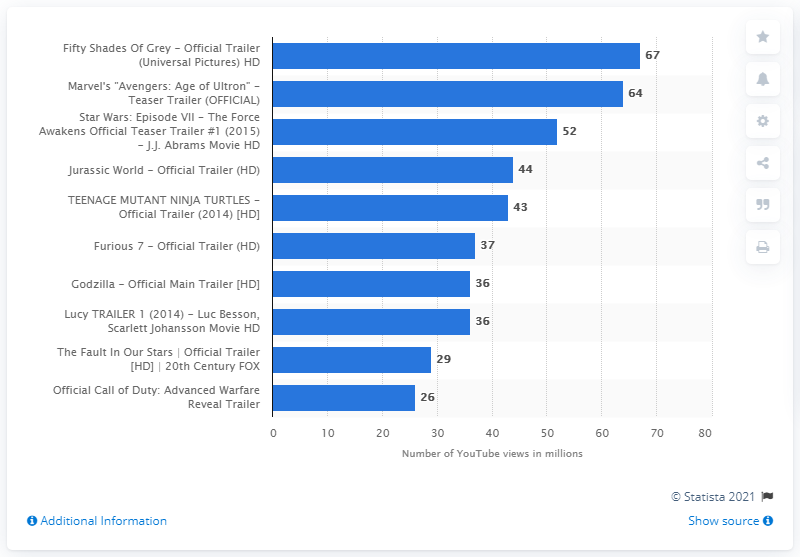 Fifty Shades Of Grey - Official Trailer
(Universal Pictures) HD
67
Marvel's "Avengers: Age of Ultron" -
Teaser Trailer (OFFICIAL)
64
Star Wars: Episode VII - The Force
Awakens Official Teaser Trailer #1 (2015)
- J.J. Abrams Movie HD
52
Jurassic World - Official Trailer (HD)
44
TEENAGE MUTANT NINJA TURTLES -
Official Trailer (2014) [HD]
43
Furious 7 - Official Trailer (HD)
37
Godzilla - Official Main Trailer [HD]
36
Lucy TRAILER 1 (2014) - Luc Besson,
Scarlett Johansson Movie HD
36
The Fault In Our Stars | Official Trailer
[HD] | 20th Century FOX
29
Official Call of Duty: Advanced Warfare
Reveal Trailer
26
0 10 20 30 40 50 60 70 80
Number of YouTube views in millions
© Statista 2021
Additional Information
Show source